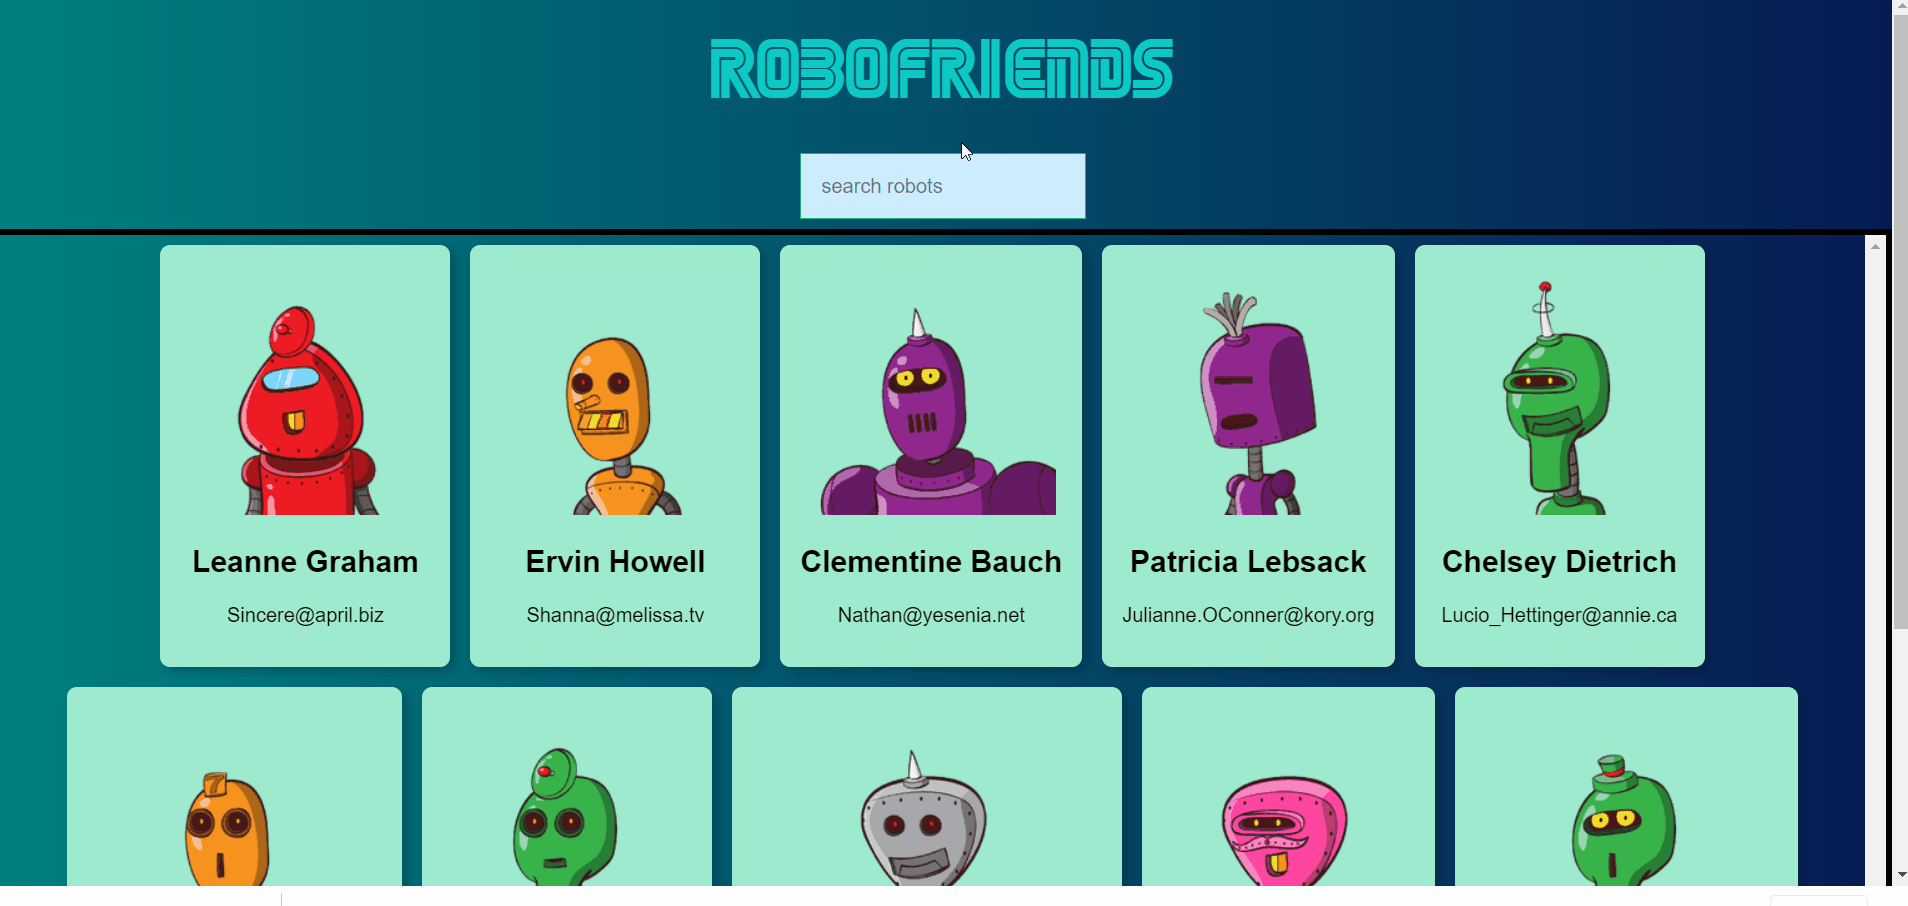 ROBOFRIENDS
search robots
Leanne Graham
Sincere@april.biz
Ervin Howell
Shanna@melissa.tv
Clementine Bauch
Nathan@yesenia.net
Patricia Lebsack
Julianne.OConner@kory.org
Chelsey Dietrich
Lucio_Hettinger@annie.ca